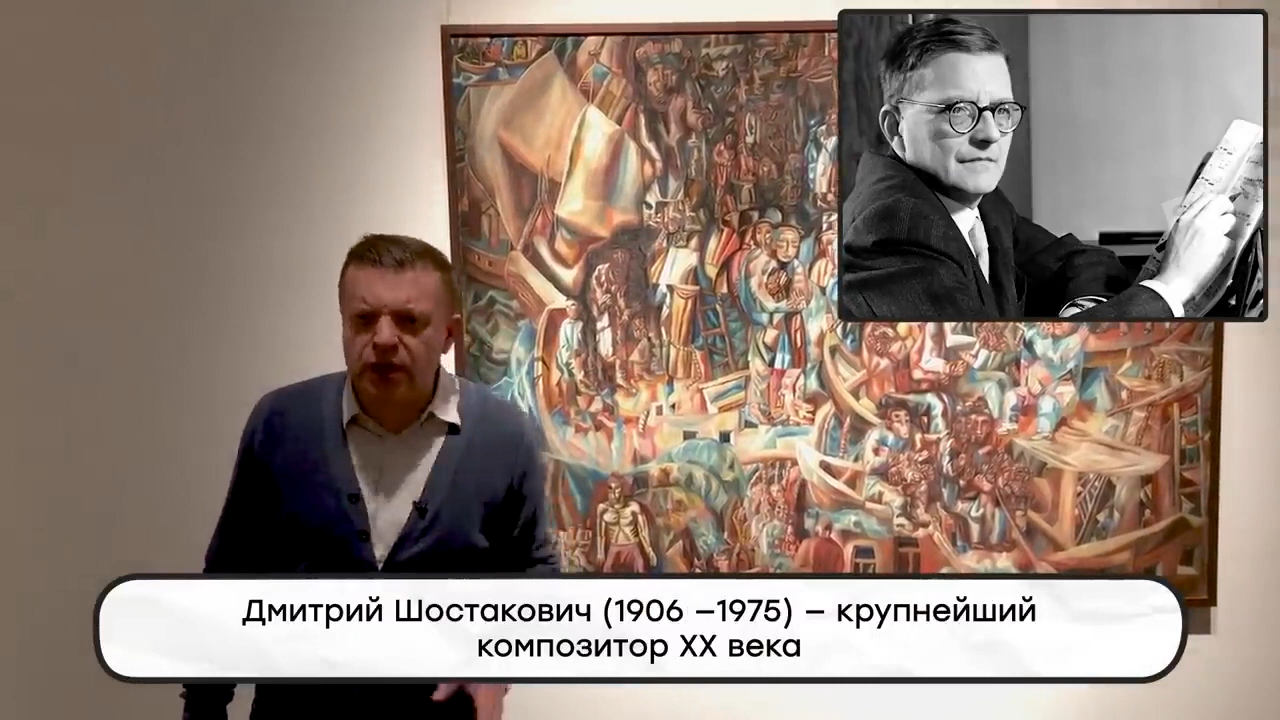 Дмитрий Шостакович (1906 –1975) – крупнейший
композитор XX века